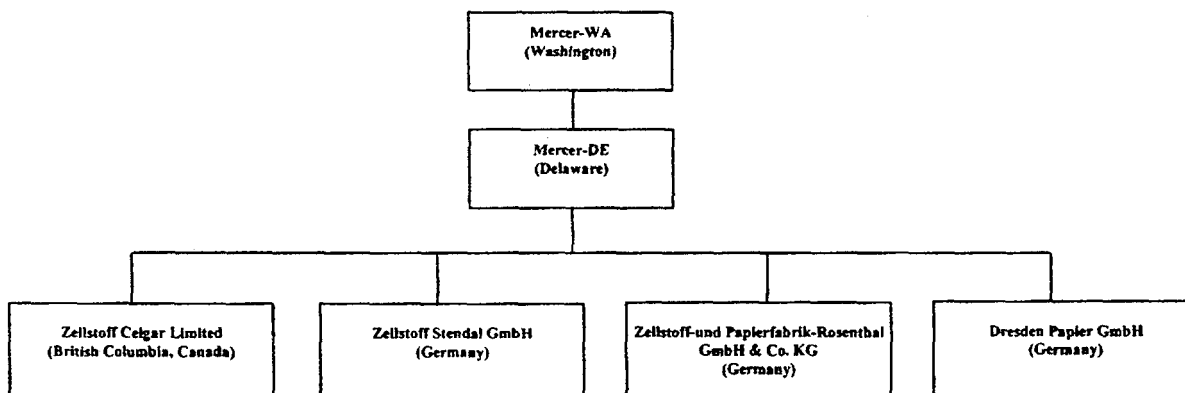 Mercer-WA
(Washington)
Mercer-DE
(Delaware)
Zellstoff Celgar Limited
(British Columbia, Canada)
Zellstoff Stendal GmbH
(Germany)
Zellstoff-und Papierfabrik-Rosenthal
GmbH & Co. KG
(Germany)
Dresden Papier GmbH
(Germany)